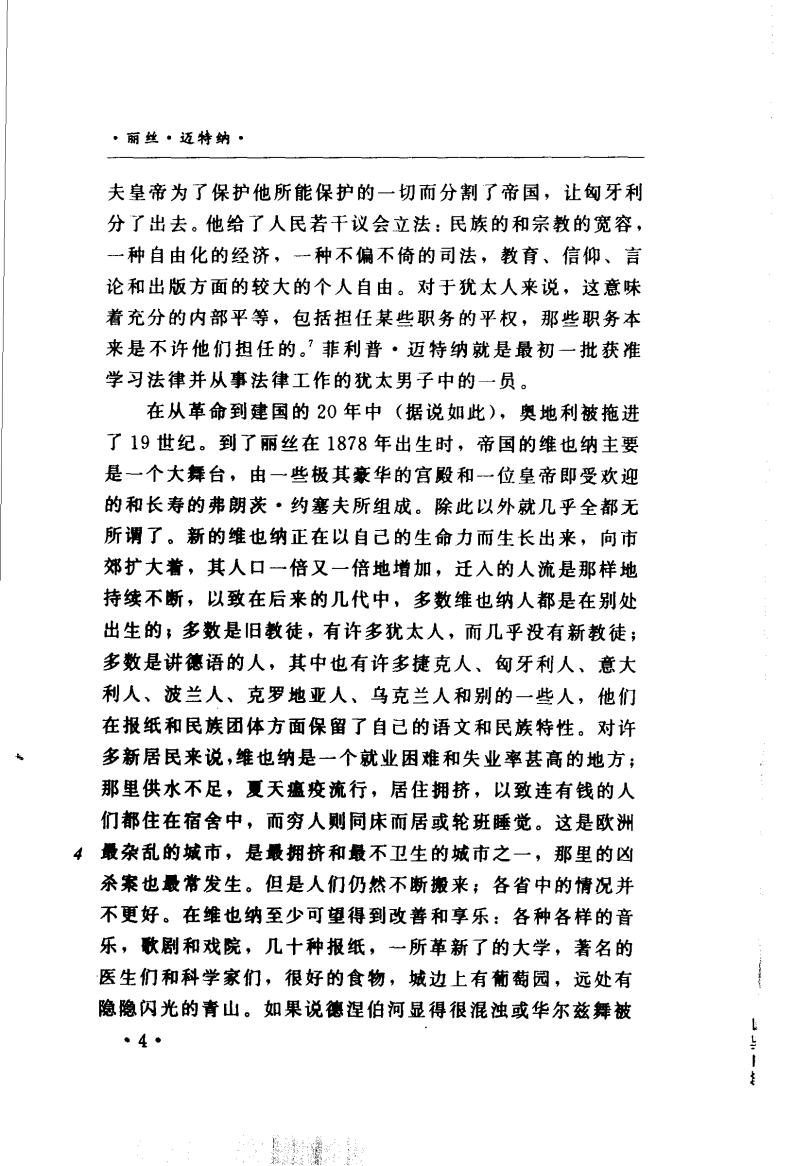 ·丽丝·迈特纳·
夫皇帝为了保护他所能保护的一切而分割了帝国，让匈牙利
分了出去。他给了人民若干议会立法：民族的和宗教的宽容，
一种自由化的经济，一种不偏不倚的司法，教育、信仰、言
论和出版方面的较大的个人自由。对于犹太人来说，这意味
着充分的内部平等，包括担任某些职务的平权，那些职务本
来是不许他们担任的。7 菲利普·迈特纳就是最初一批获准
学习法律并从事法律工作的犹太男子中的一员。
在从革命到建国的 20 年中（据说如此），奥地利被拖进
了 19 世纪。到了丽丝在 1878 年出生时，帝国的维也纳主要
是一个大舞台，由一些极其豪华的宫殿和一位皇帝即受欢迎
的和长寿的弗朗茨·约塞夫所组成。除此以外就几乎全都无
所谓了。新的维也纳正在以自己的生命力而生长出来，向市
郊扩大着，其人口一倍又一倍地增加，迁入的人流是那样地
持续不断，以致在后来的几代中，多数维也纳人都是在别处
出生的；多数是旧教徒，有许多犹太人，而几乎没有新教徒；
多数是讲德语的人，其中也有许多捷克人、匈牙利人、意大
利人、波兰人、克罗地亚人、乌克兰人和别的一些人，他们
在报纸和民族团体方面保留了自己的语文和民族特性。对许
多新居民来说，维也纳是一个就业困难和失业率甚高的地方；
那里供水不足，夏天瘟疫流行，居住拥挤，以致连有钱的人
们都住在宿舍中，而穷人则同床而居或轮班睡觉。这是欧洲
4 最杂乱的城市，是最拥挤和最不卫生的城市之一，那里的凶
杀案也最常发生。但是人们仍然不断搬来；各省中的情况并
不更好。在维也纳至少可望得到改善和享乐：各种各样的音
乐，歌剧和戏院，几十种报纸，一所革新了的大学，著名的
医生们和科学家们，很好的食物，城边上有葡萄园，远处有
隐隐闪光的青山。如果说德涅伯河显得很混浊或华尔兹舞被
·4·